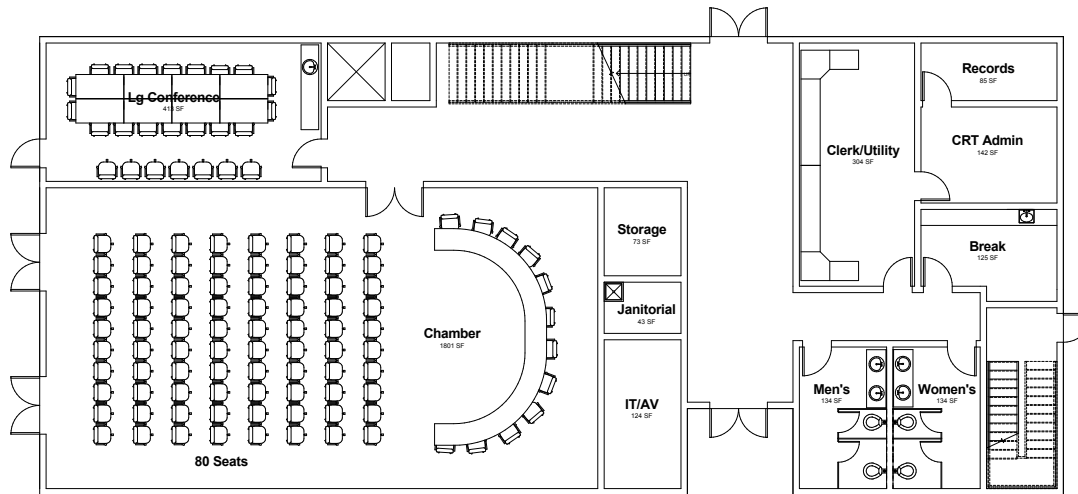 Lg Conference
Records
85 SF
CRT Admin
142 SF
Clerk/Utility
304 SF
Storage
73 SF
Break
125 SF
Janitorial
43 SF
Chamber
1801 SF
Men's
134 SF
Women's
134 SF
IT/AV
124 SF
80 Seats